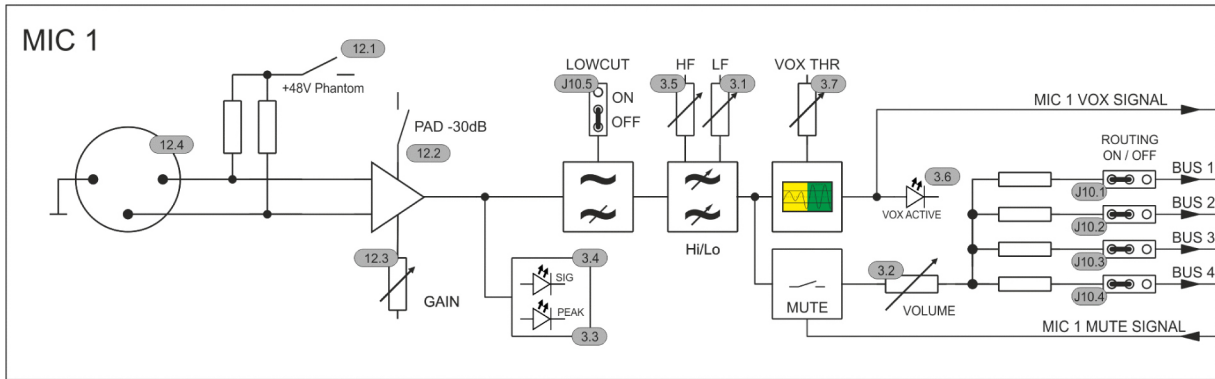 MIC 1
12.1
+48V Phantom
12.4
PAD -30dB
12.2
12.3
GAIN
3.4
SIG
PEAK
3.3
LOWCUT
J10.5
ON
OFF
HF
LF
3.5
3.1
Hi/Lo
VOX THR
3.7
MIC 1 VOX SIGNAL
3.6
VOX ACTIVE
MUTE
3.2
VOLUME
ROUTING
ON / OFF
BUS 1
J10.1
BUS 2
J10.2
BUS 3
J10.3
BUS 4
J10.4
MIC 1 MUTE SIGNAL